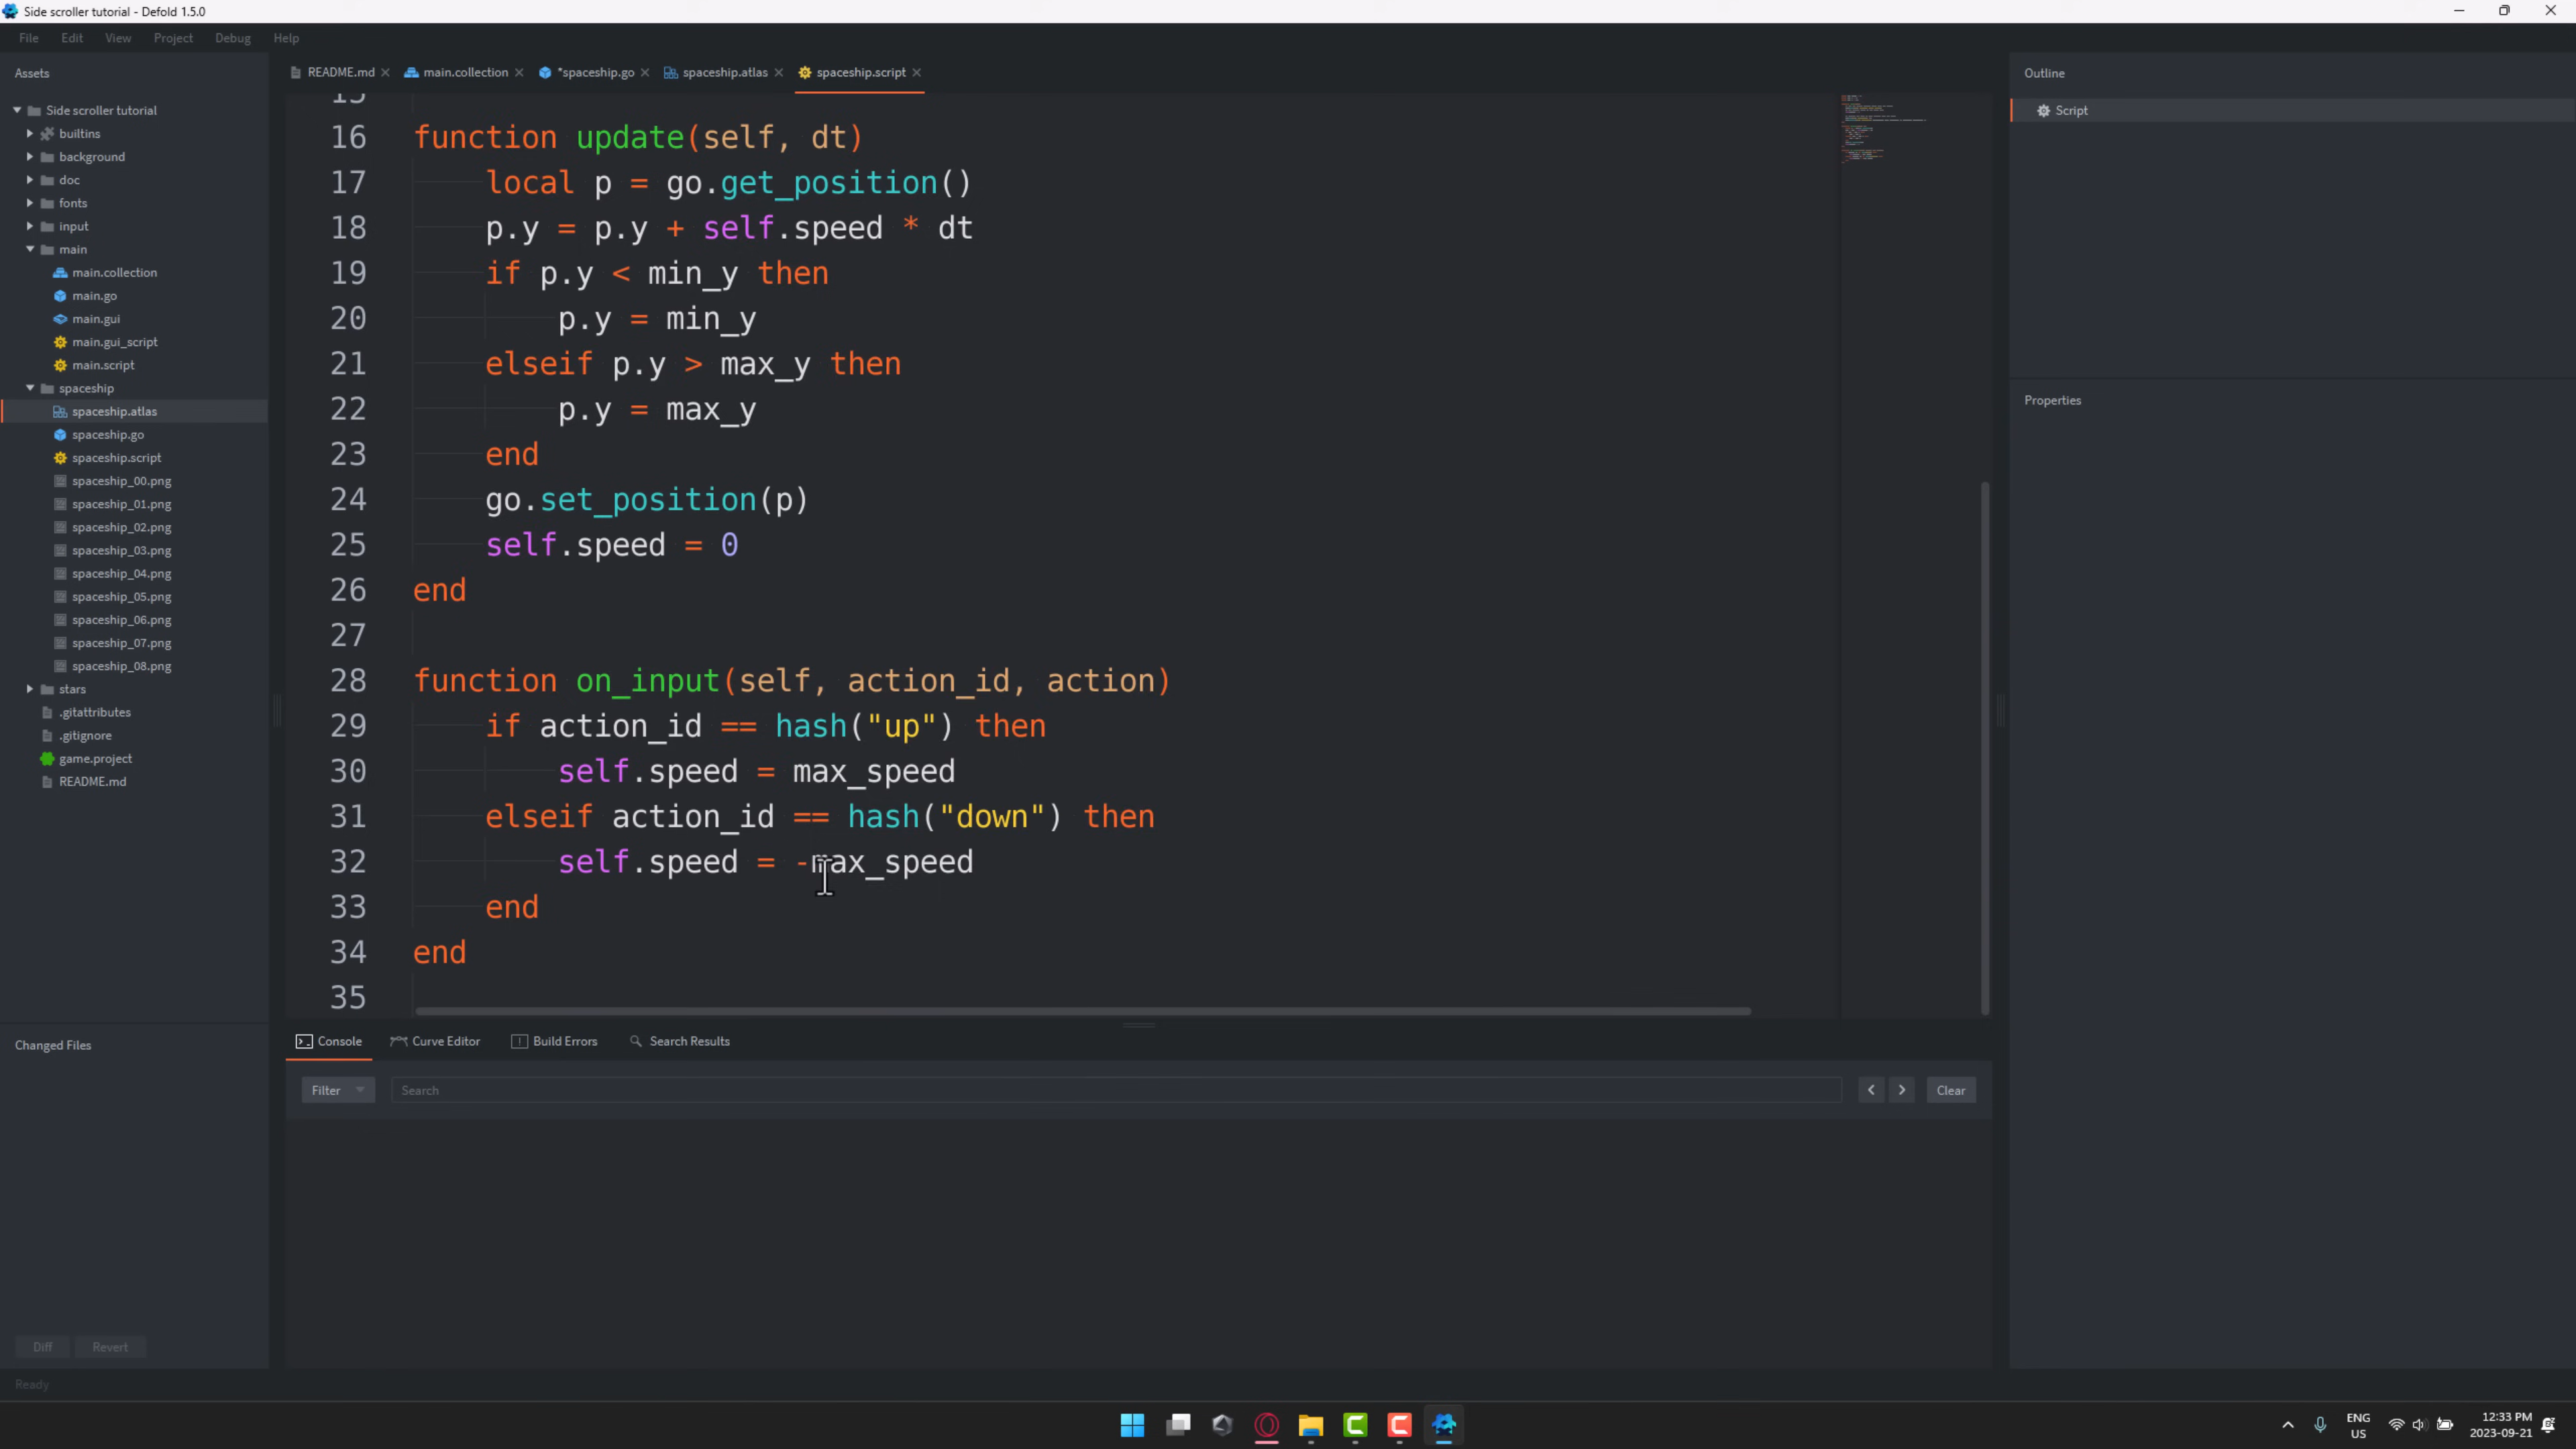 Side scroller tutorial - Defold 1.5.0
File Edit View Project Debug Help
Assets
Side scroller tutorial
builtins
background
doc
fonts
input
main
main.collection
main.go
main.gui
main.gui_script
main.script
spaceship
spaceship.atlas
spaceship.go
spaceship.script
spaceship_00.png
spaceship_01.png
spaceship_02.png
spaceship_03.png
spaceship_04.png
spaceship_05.png
spaceship_06.png
spaceship_07.png
spaceship_08.png
stars
.gitattributes
.gitignore
game.project
README.md
Changed Files
Diff Revert
Ready
README.md main.collection *spaceship.go spaceship.atlas spaceship.script
15
16 function update(self, dt)
17 local p = go.get_position()
18 p.y = p.y + self.speed * dt
19 if p.y < min_y then
20 p.y = min_y
21 elseif p.y > max_y then
22 p.y = max_y
23 end
24 go.set_position(p)
25 self.speed = 0
26 end
27
28 function on_input(self, action_id, action)
29 if action_id == hash("up") then
30 self.speed = max_speed
31 elseif action_id == hash("down") then
32 self.speed = -max_speed
33 end
34 end
35
Console Curve Editor Build Errors Search Results
Filter Search Clear
Outline
Script
Properties
ENG
US
12:33 PM
2023-09-21